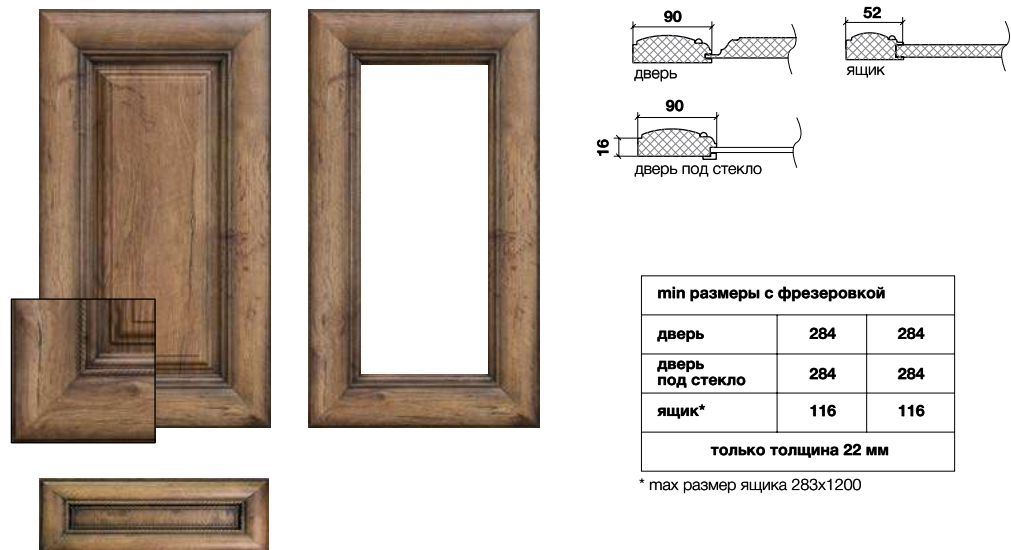 90
дверь
52
ящик
90
16
дверь под стекло
min размеры с фрезеровкой
дверь 284 284
дверь
под стекло 284 284
ящик* 116 116
только толщина 22 мм
* max размер ящика 283х1200